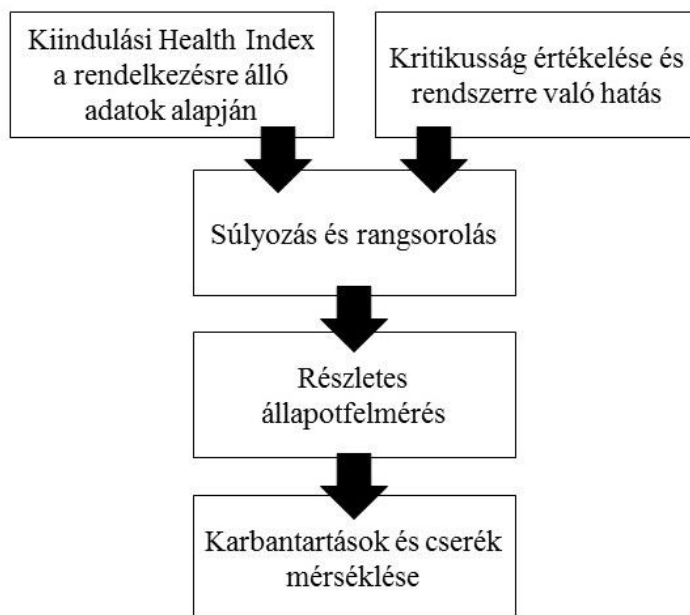 Kiindulási Health Index
a rendelkezésre álló
adatok alapján
Kritikusság értékelése és
rendszerre való hatás
Súlyozás és rangsorolás
Részletes
állapotfelmérés
Karbantartások és cserék
mérséklése